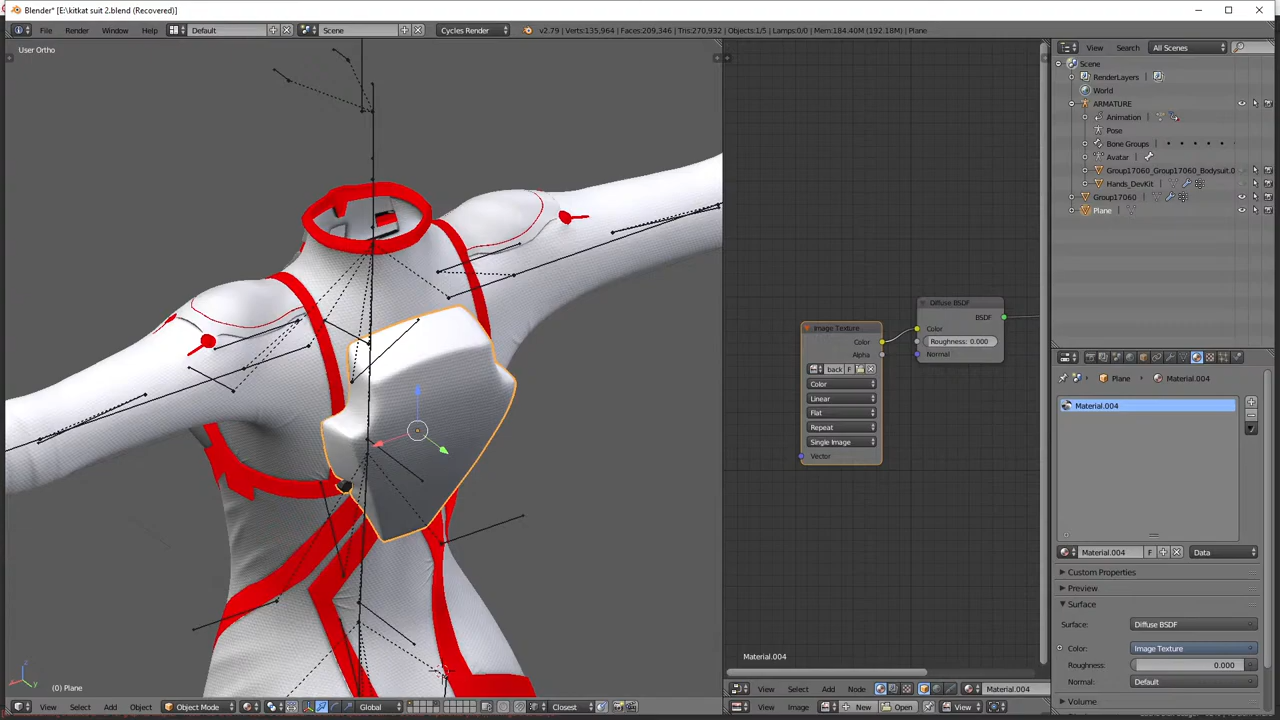 Blender* [E:\kitkat suit 2.blend (Recovered)]
File Render Window Help Default Scene Cycles Render v2.79 | Verts:135,964 | Faces:209,346 | Tris:270,932 | Objects:1/5 | Lamps:0/0 | Mem:184.40M (192.18M) | Plane
User Ortho
View Search All Scenes
Scene
RenderLayers
World
ARMATURE
Animation
Pose
Bone Groups
Avatar
Group17060_Group17060_Bodysuit.0
Hands_DevKit
Group17060
Plane
Diffuse BSDF
BSDF
Color
Roughness: 0.000
Normal
Image Texture
Color
Alpha
back F
Color
Linear
Flat
Repeat
Single Image
Vector
Plane Material.004
Material.004
Material.004 F Data
Custom Properties
Preview
Surface
Surface: Diffuse BSDF
Color: Image Texture
Roughness: 0.000
Normal: Default
Volume
Material.004
(0) Plane
View Select Add Node Material.004
View Select Add Object Object Mode Global Closest
View Image New Open View